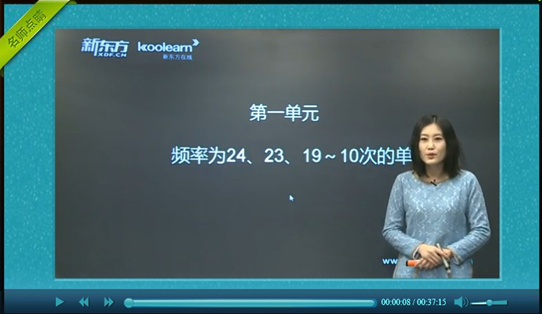 名师点睛
新东方 koolearn
XDF.CN 新东方在线
第一单元
频率为24、23、19～10次的单
www
00:00:08 / 00:37:15